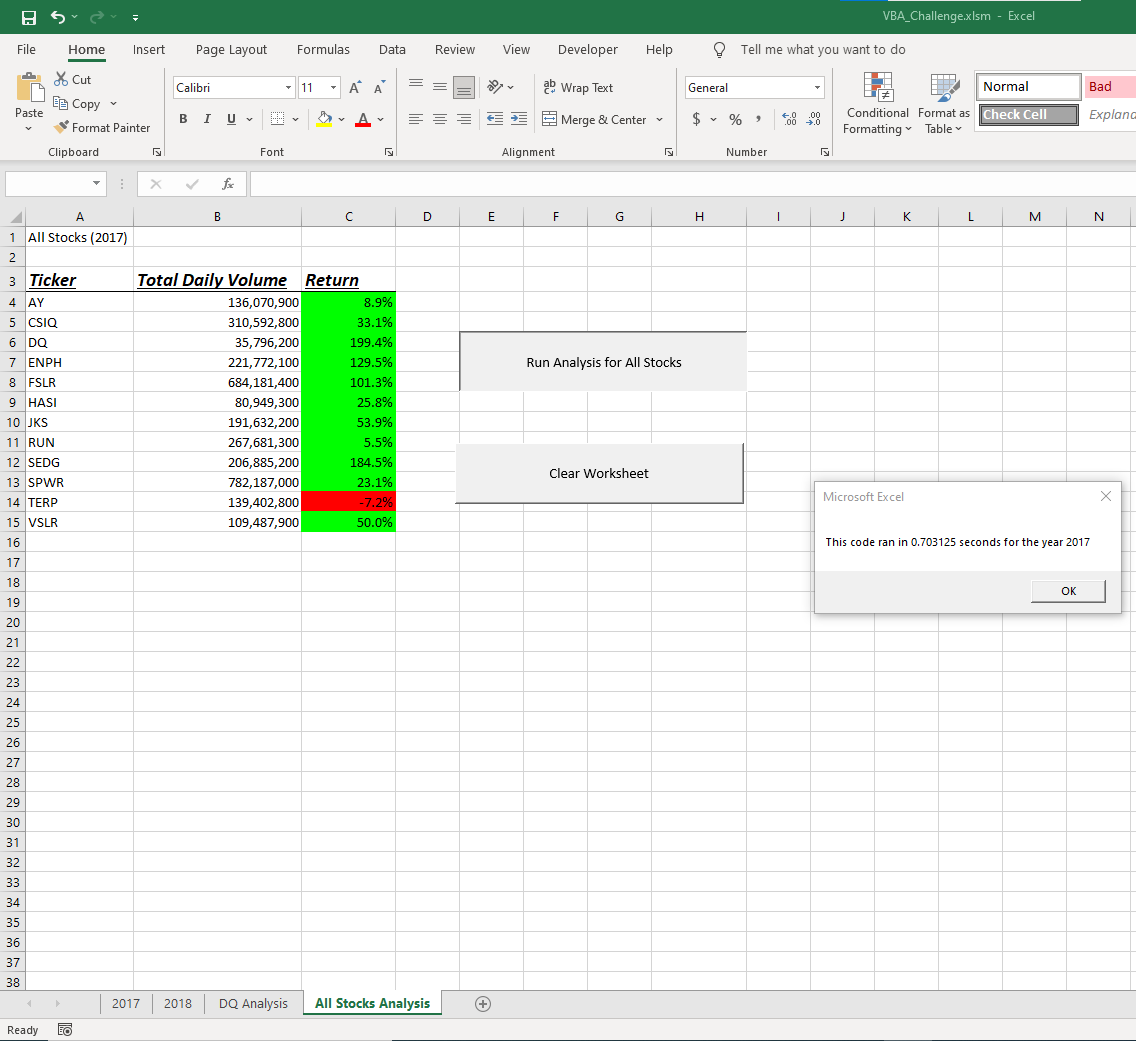 VBA_Challenge.xlsm - Excel
File Home Insert Page Layout Formulas Data Review View Developer Help Tell me what you want to do
Paste
Cut
Copy
Format Painter
Clipboard
Calibri 11
B I U
Font
Wrap Text
Merge & Center
Alignment
General
$ % ,
Number
Conditional Formatting
Format as Table
Normal Bad
Check Cell Explana
fx
A B C D E F G H I J K L M N
1 All Stocks (2017)
2
3 Ticker Total Daily Volume Return
4 AY 136,070,900 8.9%
5 CSIQ 310,592,800 33.1%
6 DQ 35,796,200 199.4%
7 ENPH 221,772,100 129.5%
8 FSLR 684,181,400 101.3%
9 HASI 80,949,300 25.8%
10 JKS 191,632,200 53.9%
11 RUN 267,681,300 5.5%
12 SEDG 206,885,200 184.5%
13 SPWR 782,187,000 23.1%
14 TERP 139,402,800 -7.2%
15 VSLR 109,487,900 50.0%
16
17
18
19
20
21
22
23
24
25
26
27
28
29
30
31
32
33
34
35
36
37
38
Run Analysis for All Stocks
Clear Worksheet
Microsoft Excel
This code ran in 0.703125 seconds for the year 2017
OK
2017 2018 DQ Analysis All Stocks Analysis
Ready